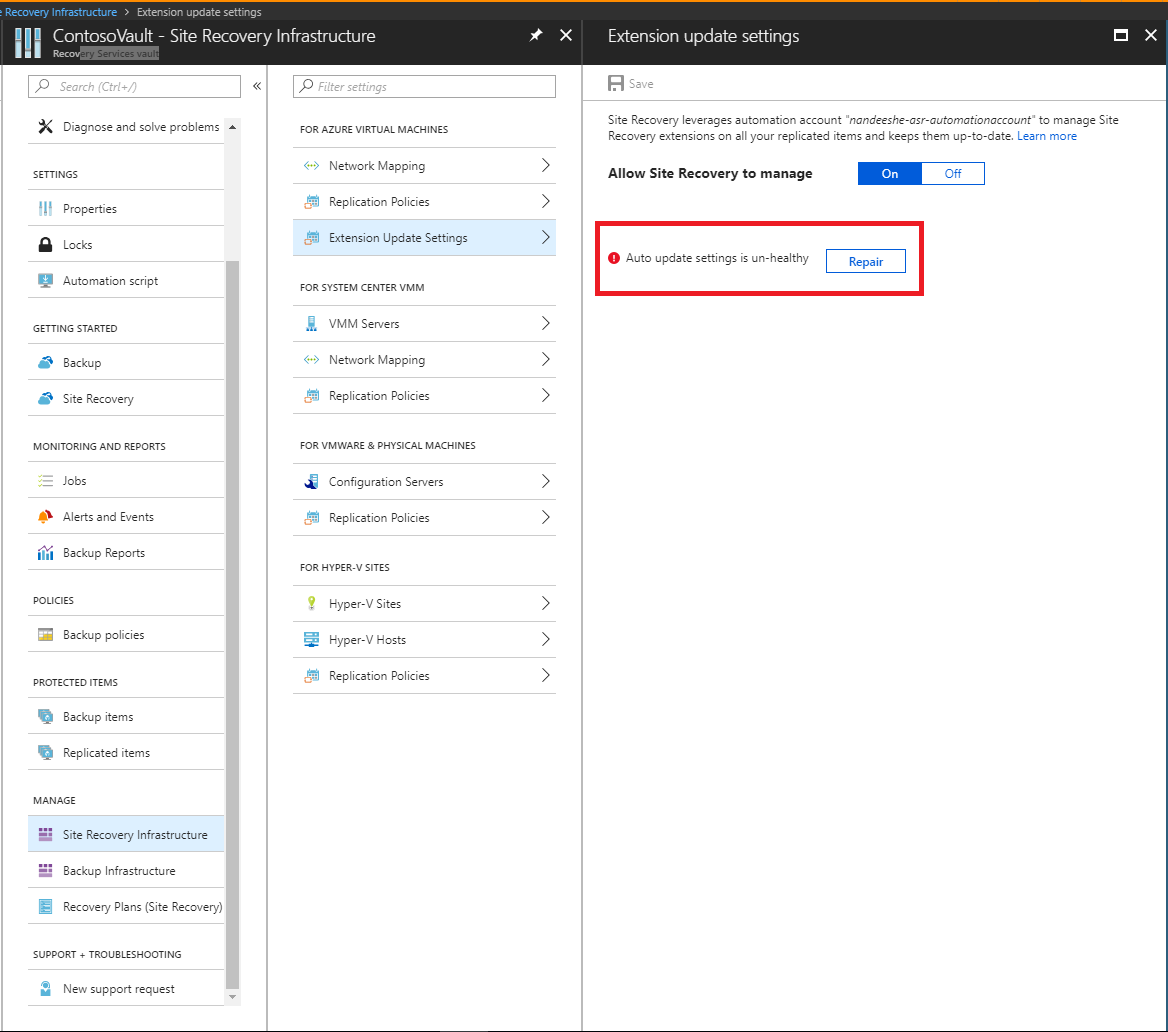 e Recovery Infrastructure > Extension update settings
ContosoVault - Site Recovery Infrastructure
Recovery Services vault
Search (Ctrl+/)
«
Diagnose and solve problems
SETTINGS
Properties
Locks
Automation script
GETTING STARTED
Backup
Site Recovery
MONITORING AND REPORTS
Jobs
Alerts and Events
Backup Reports
POLICIES
Backup policies
PROTECTED ITEMS
Backup items
Replicated items
MANAGE
Site Recovery Infrastructure
Backup Infrastructure
Recovery Plans (Site Recovery)
SUPPORT + TROUBLESHOOTING
New support request
Filter settings
FOR AZURE VIRTUAL MACHINES
Network Mapping
Replication Policies
Extension Update Settings
FOR SYSTEM CENTER VMM
VMM Servers
Network Mapping
Replication Policies
FOR VMWARE & PHYSICAL MACHINES
Configuration Servers
Replication Policies
FOR HYPER-V SITES
Hyper-V Sites
Hyper-V Hosts
Replication Policies
Extension update settings
Save
Site Recovery leverages automation account "nandeeshe-asr-automationaccount" to manage Site
Recovery extensions on all your replicated items and keeps them up-to-date. Learn more
Allow Site Recovery to manage On Off
Auto update settings is un-healthy Repair